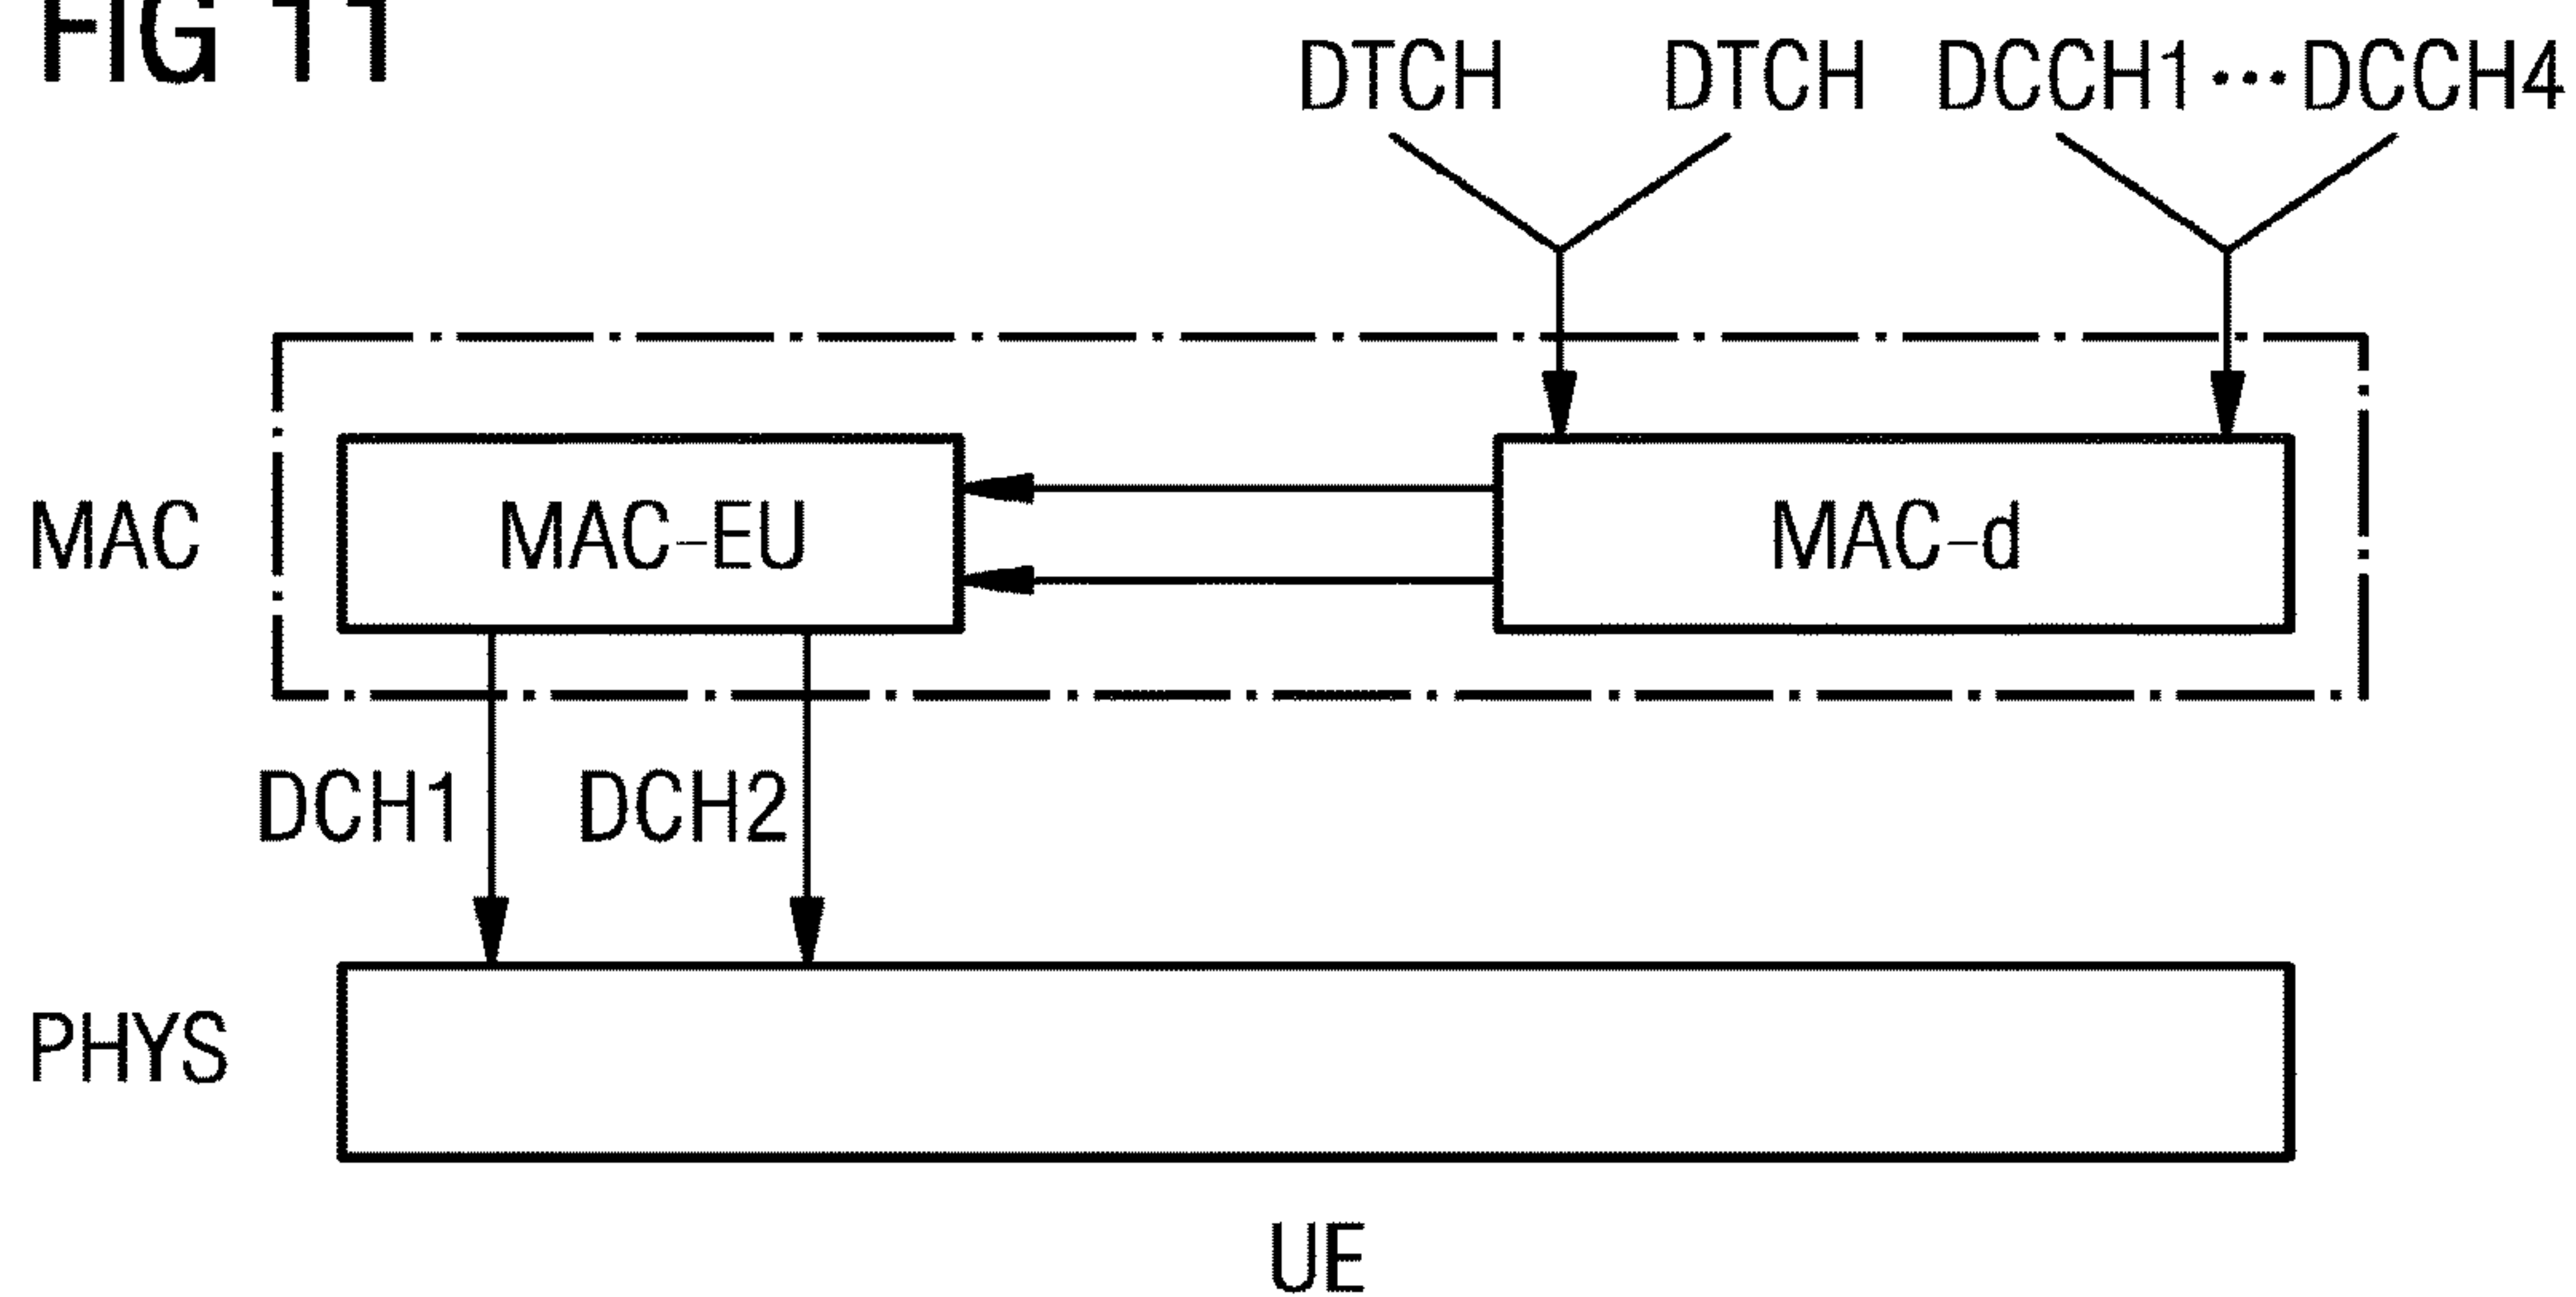 FIG 11
DTCH DTCH DCCH1 ··· DCCH4
MAC MAC-EU MAC-d
DCH1 DCH2
PHYS
UE